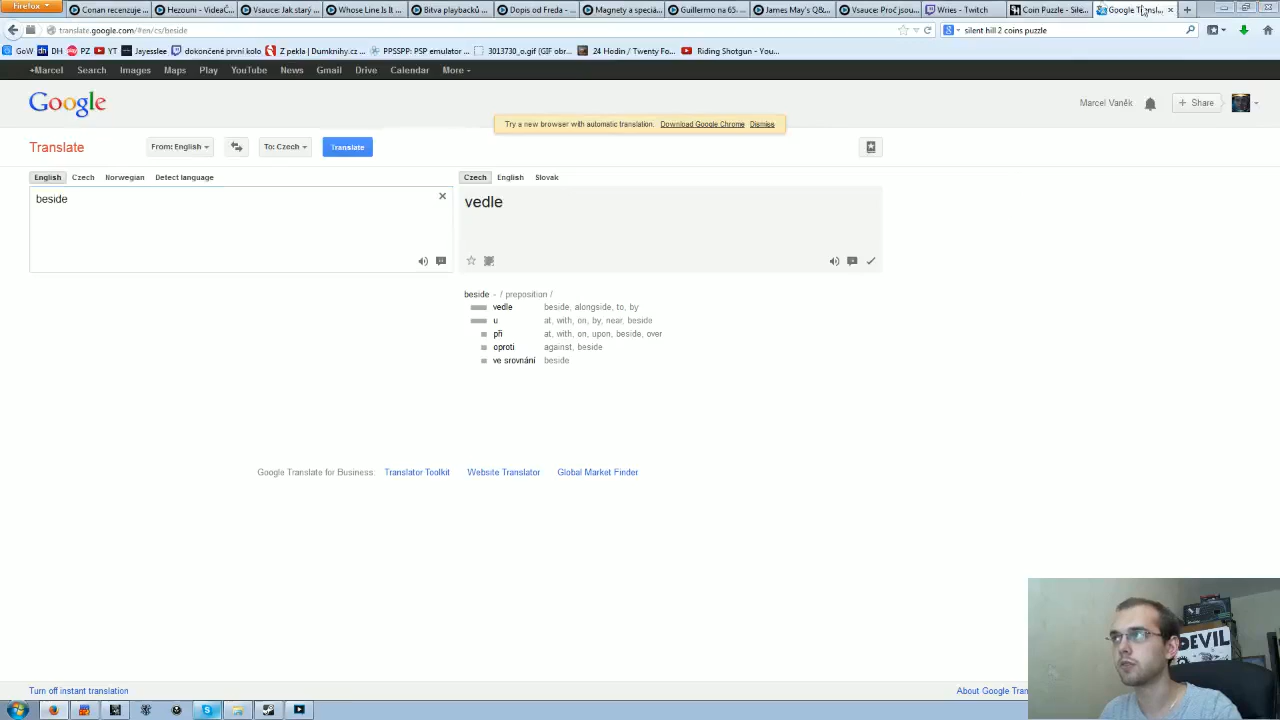 Firefox
Conan recenzuje ...
Hezouni - VideaČ...
Vsauce: Jak starý ...
Whose Line Is It ...
Bitva playbacků ...
Dopis od Freda - ...
Magnety a speciá...
Guillermo na 65. ...
James May's Q&...
Vsauce: Proč jsou...
Wries - Twitch
Coin Puzzle - Sile...
Google Transl...
translate.google.com/#en/cs/beside
silent hill 2 coins puzzle
GoW
DH
PZ
YT
Jayesslee
dokončené první kolo
Z pekla | Dumknihy.cz ...
PPSSPP: PSP emulator ...
3013730_o.gif (GIF obr...
24 Hodin / Twenty Fo...
Riding Shotgun - You...
+Marcel Search Images Maps Play YouTube News Gmail Drive Calendar More
Google
Marcel Vaněk
+ Share
Try a new browser with automatic translation. Download Google Chrome Dismiss
Translate
From: English
To: Czech
Translate
English Czech Norwegian Detect language
Czech English Slovak
beside
vedle
beside - / preposition /
vedle beside, alongside, to, by
u at, with, on, by, near, beside
při at, with, on, upon, beside, over
oproti against, beside
ve srovnání beside
Google Translate for Business: Translator Toolkit Website Translator Global Market Finder
DEVIL
Turn off instant translation
About Google Tran